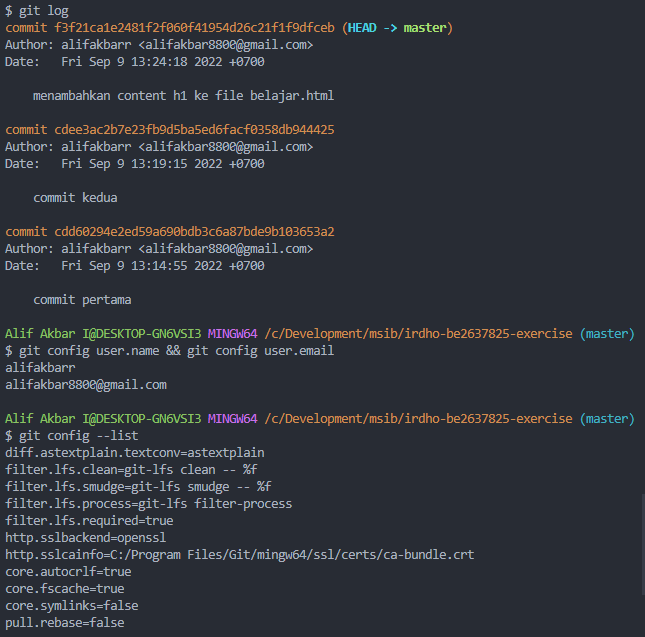 $ git log
commit f3f21ca1e2481f2f060f41954d26c21f1f9dfceb (HEAD -> master)
Author: alifakbarr <alifakbar8800@gmail.com>
Date:   Fri Sep 9 13:24:18 2022 +0700
    menambahkan content h1 ke file belajar.html
commit cdee3ac2b7e23fb9d5ba5ed6facf0358db944425
Author: alifakbarr <alifakbar8800@gmail.com>
Date:   Fri Sep 9 13:19:15 2022 +0700
    commit kedua
commit cdd60294e2ed59a690bdb3c6a87bde9b103653a2
Author: alifakbarr <alifakbar8800@gmail.com>
Date:   Fri Sep 9 13:14:55 2022 +0700
    commit pertama
Alif Akbar I@DESKTOP-GN6VSI3 MINGW64 /c/Development/msib/irdho-be2637825-exercise (master)
$ git config user.name && git config user.email
alifakbarr
alifakbar8800@gmail.com
Alif Akbar I@DESKTOP-GN6VSI3 MINGW64 /c/Development/msib/irdho-be2637825-exercise (master)
$ git config --list
diff.astextplain.textconv=astextplain
filter.lfs.clean=git-lfs clean -- %f
filter.lfs.smudge=git-lfs smudge -- %f
filter.lfs.process=git-lfs filter-process
filter.lfs.required=true
http.sslbackend=openssl
http.sslcainfo=C:/Program Files/Git/mingw64/ssl/certs/ca-bundle.crt
core.autocrlf=true
core.fscache=true
core.symlinks=false
pull.rebase=false